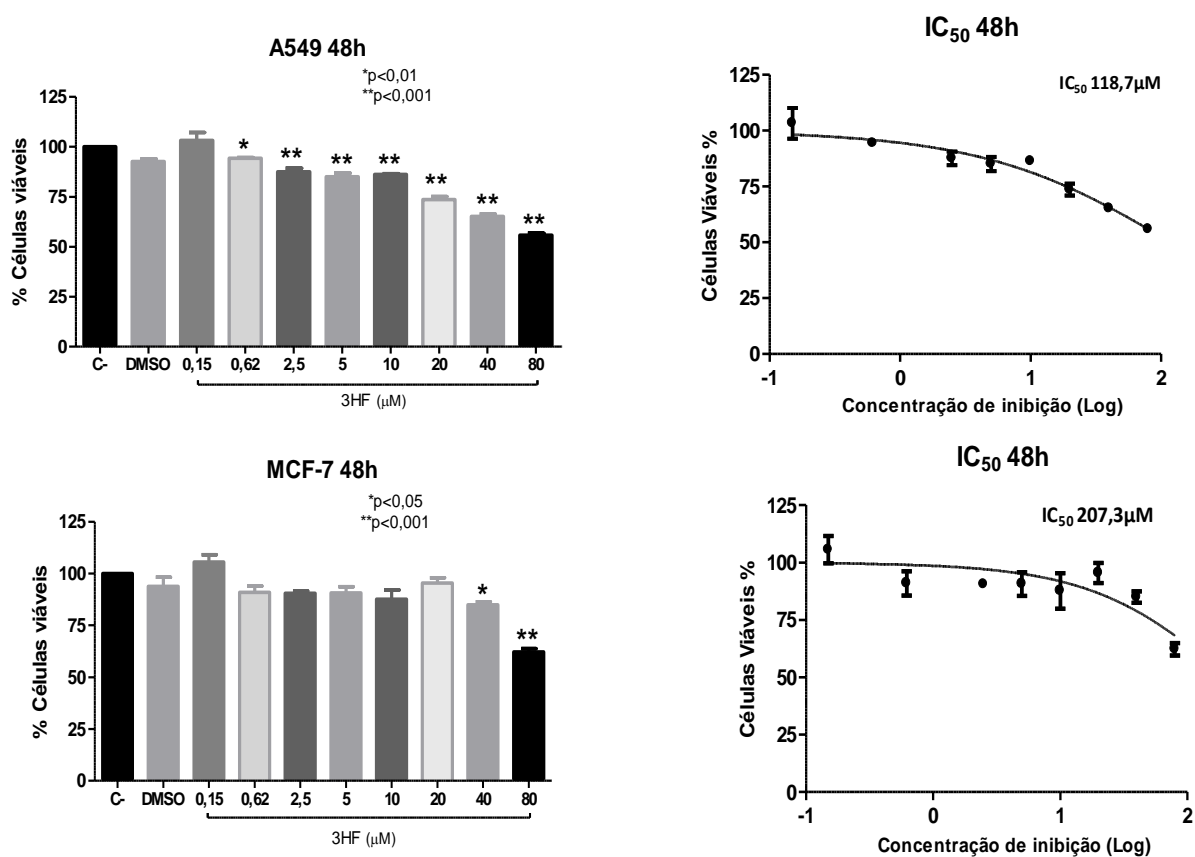 A549 48h
*p<0,01
**p<0,001
% Células viáveis
125
100
75
50
25
0
* ** ** ** ** ** **
C- DMSO 0,15 0,62 2,5 5 10 20 40 80
3HF (μM)
IC50 48h
IC50 118,7μM
Células Viáveis %
125
100
75
50
25
0
-1 0 1 2
Concentração de inibição (Log)
MCF-7 48h
*p<0,05
**p<0,001
% Células viáveis
125
100
75
50
25
0
* **
C- DMSO 0,15 0,62 2,5 5 10 20 40 80
3HF (μM)
IC50 48h
IC50 207,3μM
Células Viáveis %
125
100
75
50
25
0
-1 0 1 2
Concentração de inibição (Log)